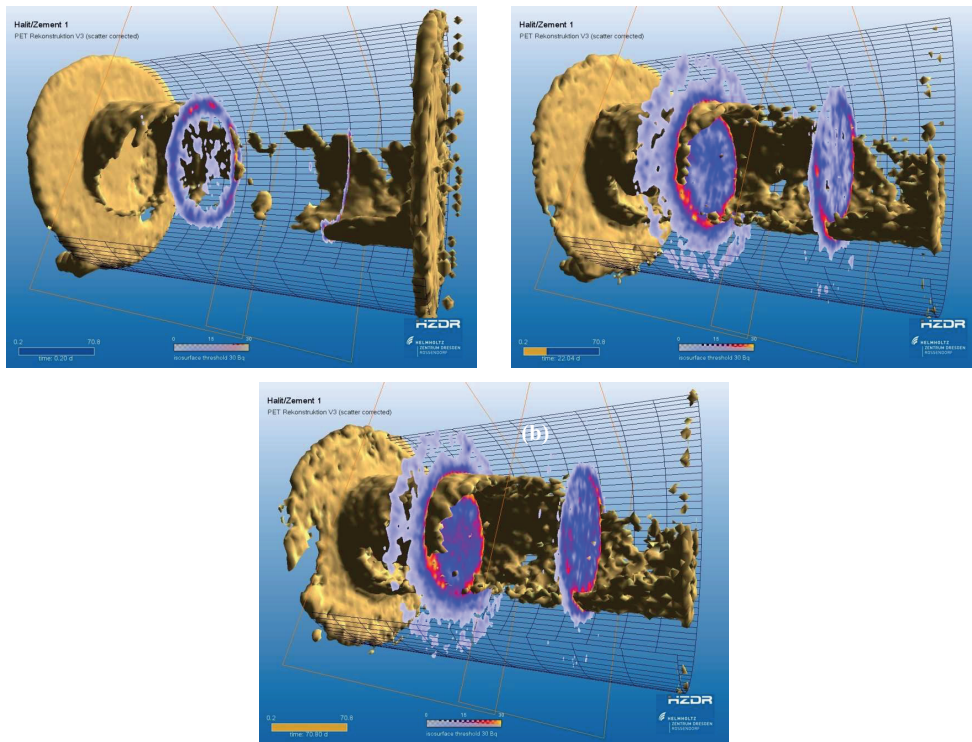 Halit/Zement 1
PET Rekonstruktion V3 (scatter corrected)
0.2 70.8
time: 0.20 d
0 15 30
isosurface threshold 30 Bq
HZDR
HELMHOLTZ
ZENTRUM DRESDEN
ROSSENDORF
Halit/Zement 1
PET Rekonstruktion V3 (scatter corrected)
0.2 70.8
time: 22.04 d
0 15 30
isosurface threshold 30 Bq
HZDR
HELMHOLTZ
ZENTRUM DRESDEN
ROSSENDORF
Halit/Zement 1
PET Rekonstruktion V3 (scatter corrected)
(b)
0.2 70.8
time: 70.80 d
0 15 30
isosurface threshold 30 Bq
HZDR
HELMHOLTZ
ZENTRUM DRESDEN
ROSSENDORF